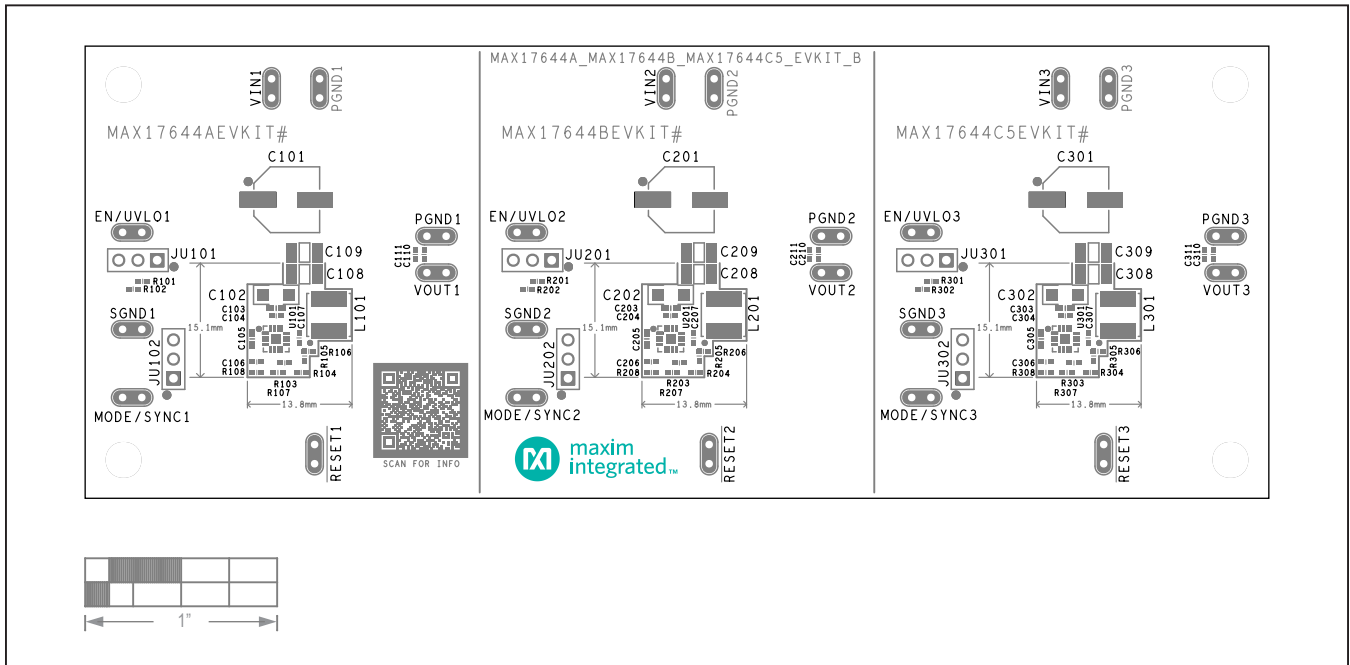 MAX17644A_MAX17644B_MAX17644C5_EVKIT_B
VIN1
PGND1
MAX17644AEVKIT#
C101
EN/UVLO1
PGND1
JU101
C109
C111
C110
C108
R101
R102
VOUT1
C102
C103
C104
U101
C107
L101
SGND1
15.1mm
C105
JU102
R106
R105
C106
R108
R104
R103
R107
13.8mm
MODE/SYNC1
RESET1
SCAN FOR INFO
VIN2
PGND2
MAX17644BEVKIT#
C201
EN/UVLO2
PGND2
JU201
C209
C211
C210
C208
R201
R202
VOUT2
C202
C203
C204
U201
C207
L201
SGND2
15.1mm
C205
JU202
R206
R205
C206
R208
R204
R203
R207
13.8mm
MODE/SYNC2
RESET2
maxim
integrated™
VIN3
PGND3
MAX17644C5EVKIT#
C301
EN/UVLO3
PGND3
JU301
C309
C311
C310
C308
R301
R302
VOUT3
C302
C303
C304
U301
C307
L301
SGND3
15.1mm
C305
JU302
R306
R305
C306
R308
R304
R303
R307
13.8mm
MODE/SYNC3
RESET3
1"